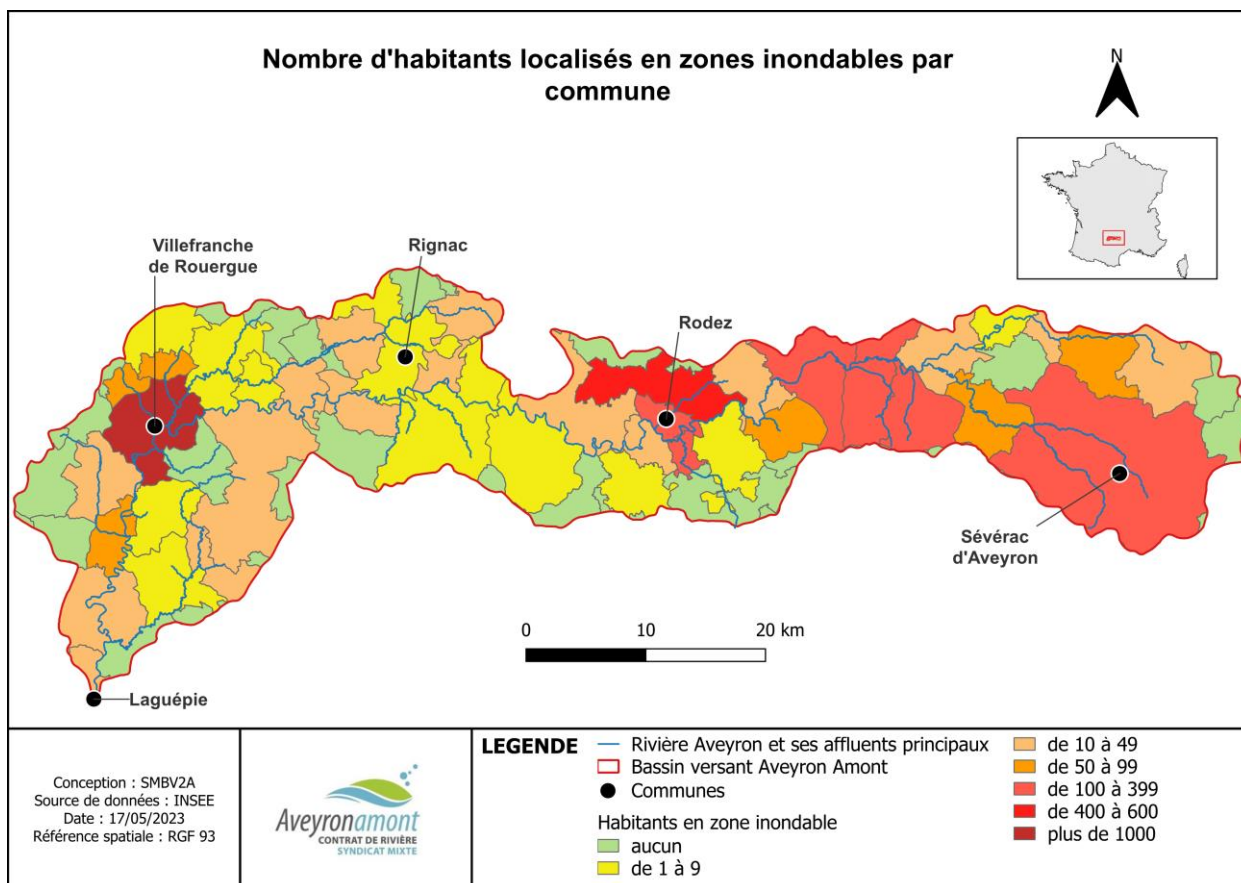 Nombre d'habitants localisés en zones inondables par
commune
N
Villefranche
de Rouergue
Rignac
Rodez
Sévérac
d'Aveyron
Laguépie
0 10 20 km
Conception : SMBV2A
Source de données : INSEE
Date : 17/05/2023
Référence spatiale : RGF 93
Aveyronamont
CONTRAT DE RIVIÈRE
SYNDICAT MIXTE
LEGENDE
Rivière Aveyron et ses affluents principaux
Bassin versant Aveyron Amont
Communes
Habitants en zone inondable
aucun
de 1 à 9
de 10 à 49
de 50 à 99
de 100 à 399
de 400 à 600
plus de 1000